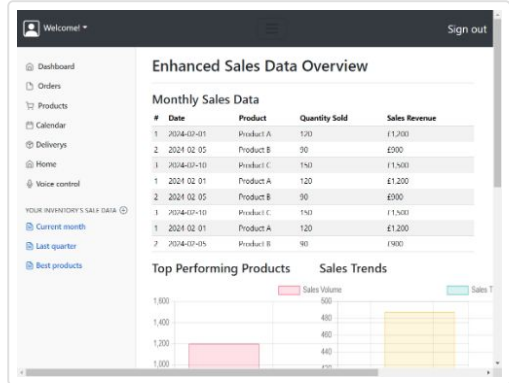 Welcome!
Sign out
Dashboard
Orders
Products
Calendar
Deliverys
Home
Voice control
YOUR INVENTORY'S SALE DATA
Current month
Last quarter
Best products
Enhanced Sales Data Overview
Monthly Sales Data
# Date Product Quantity Sold Sales Revenue
1 2024-02-01 Product A 120 £1,200
2 2024-02-05 Product B 90 £900
3 2024-02-10 Product C 150 £1,500
1 2024-02-01 Product A 120 £1,200
2 2024-02-05 Product B 90 £900
3 2024-02-10 Product C 150 £1,500
1 2024-02-01 Product A 120 £1,200
2 2024-02-05 Product B 90 £900
Top Performing Products Sales Trends
Sales Volume
1,600
1,400
1,200
1,000
Sales T
500
480
460
440